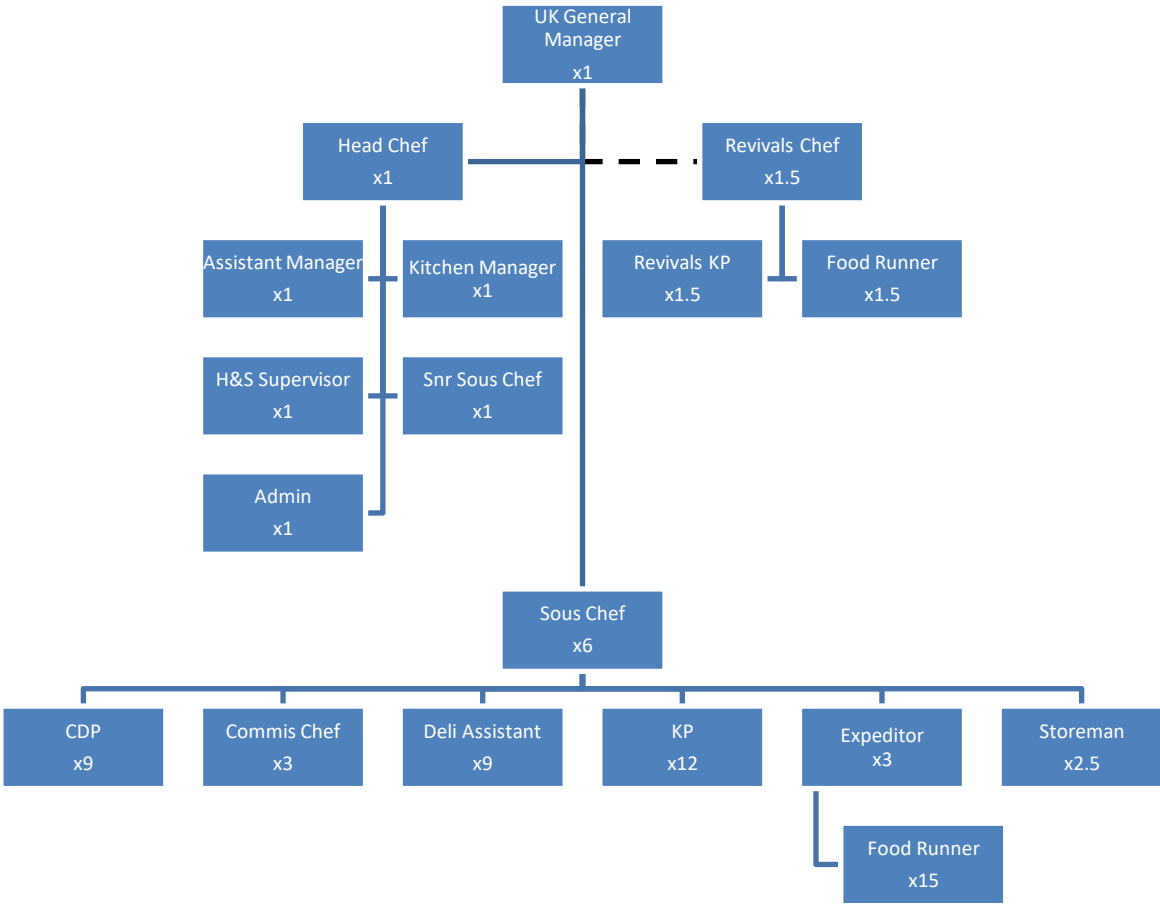 UK General
Manager
x1
Head Chef
x1
Revivals Chef
x1.5
Assistant Manager
x1
Kitchen Manager
x1
Revivals KP
x1.5
Food Runner
x1.5
H&S Supervisor
x1
Snr Sous Chef
x1
Admin
x1
Sous Chef
x6
CDP
x9
Commis Chef
x3
Deli Assistant
x9
KP
x12
Expeditor
x3
Storeman
x2.5
Food Runner
x15